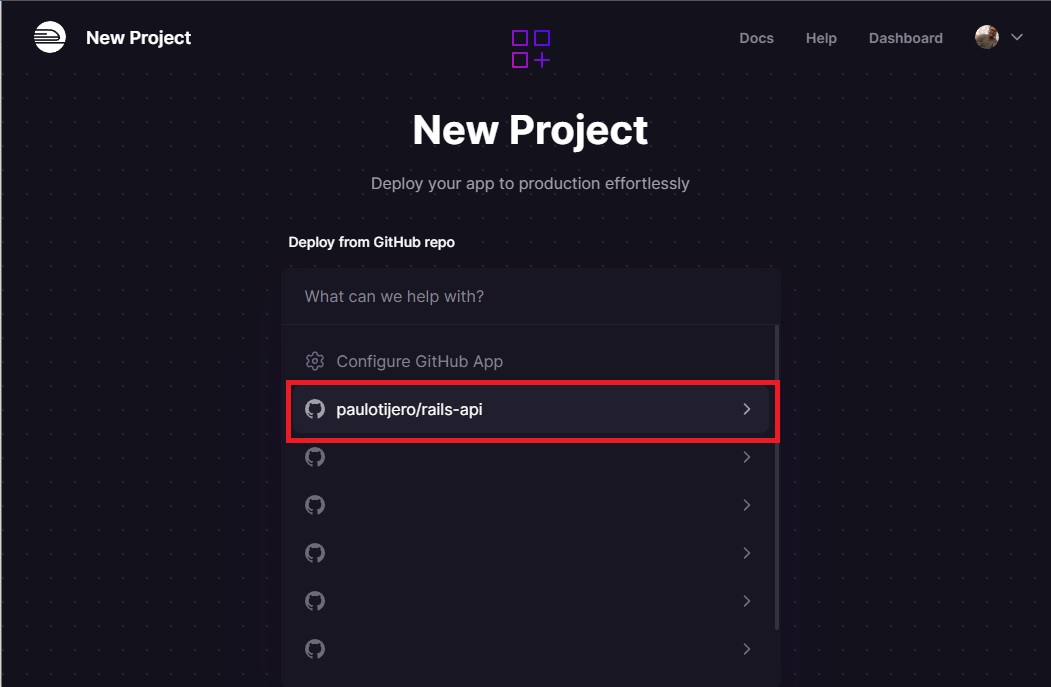 New Project
Docs Help Dashboard
New Project
Deploy your app to production effortlessly
Deploy from GitHub repo
What can we help with?
Configure GitHub App
paulotijero/rails-api